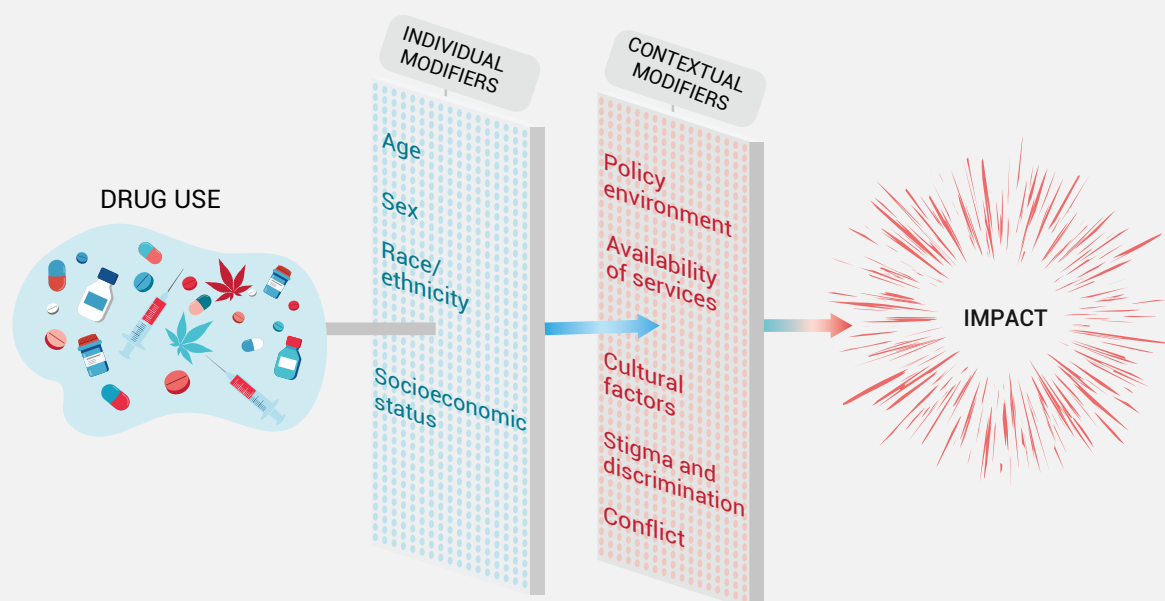 DRUG USE
INDIVIDUAL
MODIFIERS
Age
Sex
Race/
ethnicity
Socioeconomic
status
CONTEXTUAL
MODIFIERS
Policy
environment
Availability
of services
Cultural
factors
Stigma and
discrimination
Conflict
IMPACT